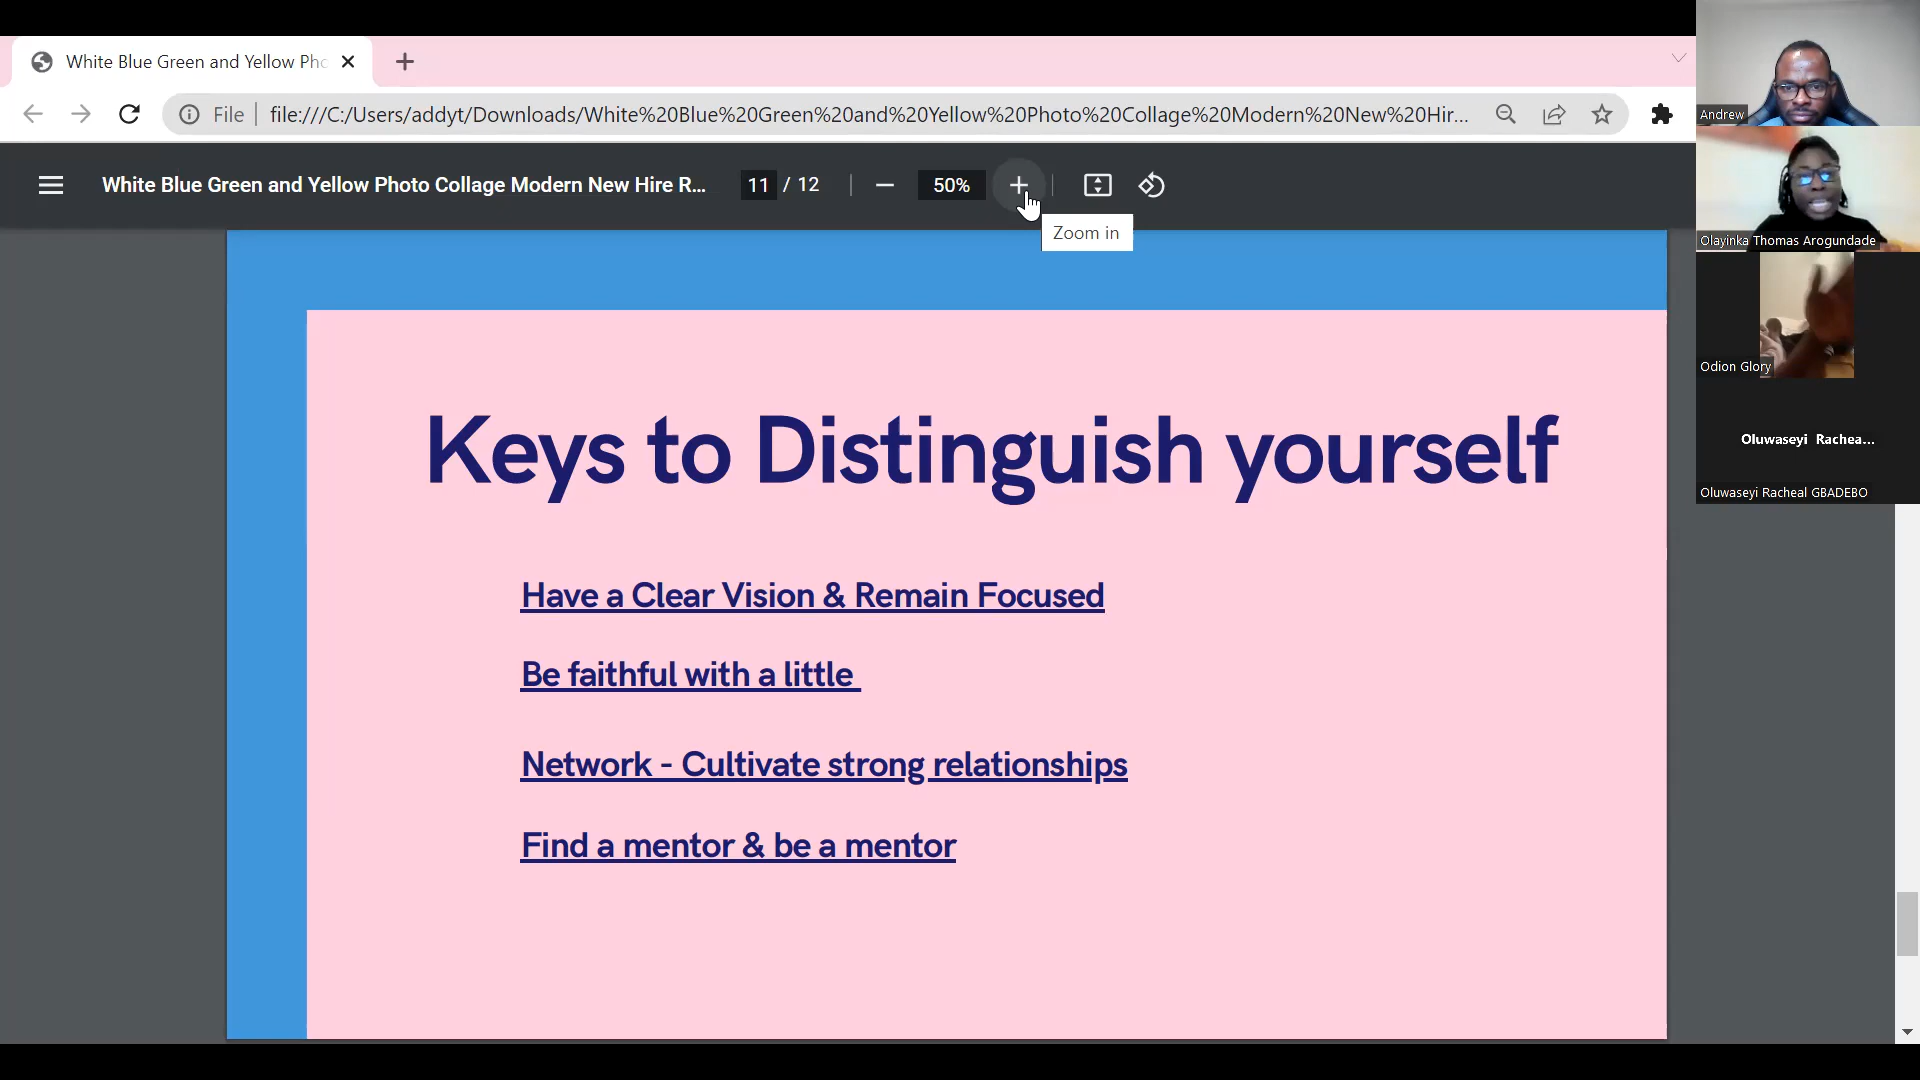 White Blue Green and Yellow Pho
File
file:///C:/Users/addyt/Downloads/White%20Blue%20Green%20and%20Yellow%20Photo%20Collage%20Modern%20New%20Hir...
White Blue Green and Yellow Photo Collage Modern New Hire R...
11 / 12
50%
Zoom in
Keys to Distinguish yourself
Have a Clear Vision & Remain Focused
Be faithful with a little
Network - Cultivate strong relationships
Find a mentor & be a mentor
Andrew
Olayinka Thomas Arogundade
Odion Glory
Oluwaseyi Rachea...
Oluwaseyi Racheal GBADEBO